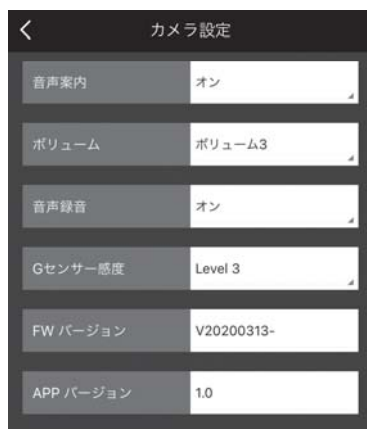 カメラ設定
音声案内 オン
ボリューム ボリューム3
音声録音 オン
Gセンサー感度 Level 3
FW バージョン V20200313-
APP バージョン 1.0